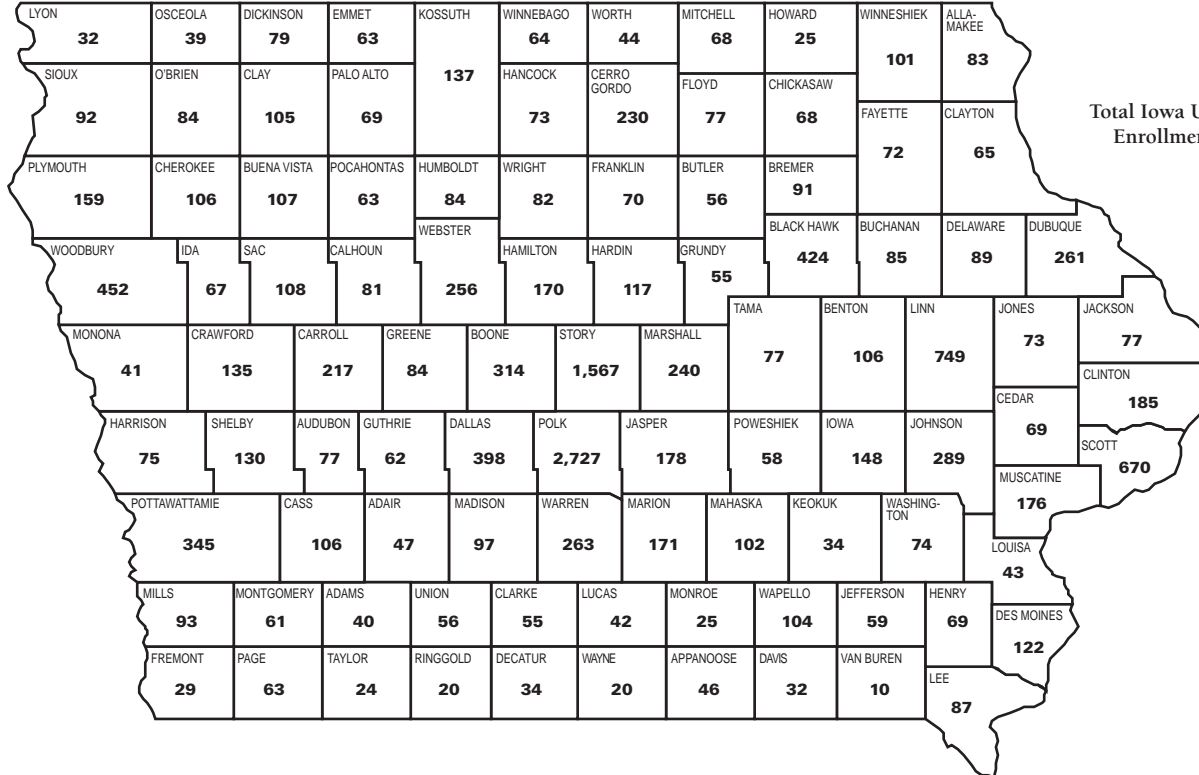 LYON
32
OSCEOLA
39
DICKINSON
79
EMMET
63
KOSSUTH
137
WINNEBAGO
64
WORTH
44
MITCHELL
68
HOWARD
25
WINNESHIEK
101
ALLA-
MAKEE
83
SIOUX
92
O'BRIEN
84
CLAY
105
PALO ALTO
69
HANCOCK
73
CERRO
GORDO
230
FLOYD
77
CHICKASAW
68
FAYETTE
72
CLAYTON
65
Total Iowa U
Enrollmen
PLYMOUTH
159
CHEROKEE
106
BUENA VISTA
107
POCAHONTAS
63
HUMBOLDT
84
WRIGHT
82
FRANKLIN
70
BUTLER
56
BREMER
91
WOODBURY
452
IDA
67
SAC
108
CALHOUN
81
WEBSTER
256
HAMILTON
170
HARDIN
117
GRUNDY
55
BLACK HAWK
424
BUCHANAN
85
DELAWARE
89
DUBUQUE
261
MONONA
41
CRAWFORD
135
CARROLL
217
GREENE
84
BOONE
314
STORY
1,567
MARSHALL
240
TAMA
77
BENTON
106
LINN
749
JONES
73
JACKSON
77
CLINTON
185
CEDAR
69
HARRISON
75
SHELBY
130
AUDUBON
77
GUTHRIE
62
DALLAS
398
POLK
2,727
JASPER
178
POWESHIEK
58
IOWA
148
JOHNSON
289
SCOTT
670
MUSCATINE
176
POTTAWATTAMIE
345
CASS
106
ADAIR
47
MADISON
97
WARREN
263
MARION
171
MAHASKA
102
KEOKUK
34
WASHING-
TON
74
LOUISA
43
MILLS
93
MONTGOMERY
61
ADAMS
40
UNION
56
CLARKE
55
LUCAS
42
MONROE
25
WAPELLO
104
JEFFERSON
59
HENRY
69
DES MOINES
122
FREMONT
29
PAGE
63
TAYLOR
24
RINGGOLD
20
DECATUR
34
WAYNE
20
APPANOOSE
46
DAVIS
32
VAN BUREN
10
LEE
87